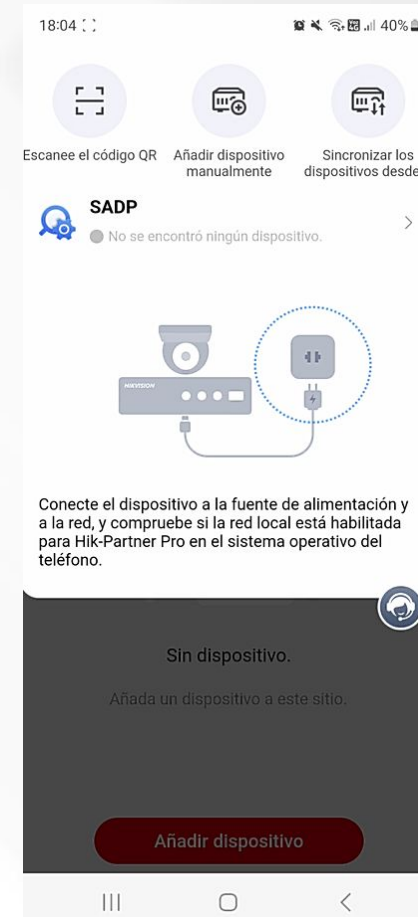 18:04
40%
Escanee el código QR
Añadir dispositivo
manualmente
Sincronizar los
dispositivos desde
SADP
No se encontró ningún dispositivo.
HIKVISION
Conecte el dispositivo a la fuente de alimentación y
a la red, y compruebe si la red local está habilitada
para Hik-Partner Pro en el sistema operativo del
teléfono.
Sin dispositivo.
Añada un dispositivo a este sitio.
Añadir dispositivo